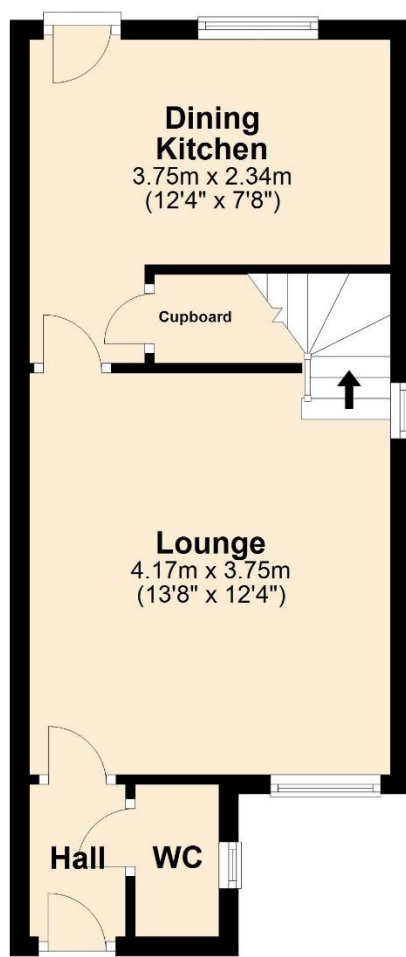 Dining
Kitchen
3.75m x 2.34m
(12'4" x 7'8")
Cupboard
Lounge
4.17m x 3.75m
(13'8" x 12'4")
Hall
WC